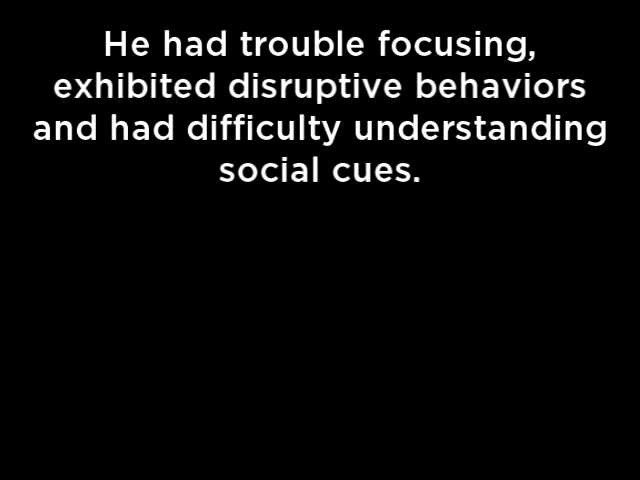 He had trouble focusing,
exhibited disruptive behaviors
and had difficulty understanding
social cues.